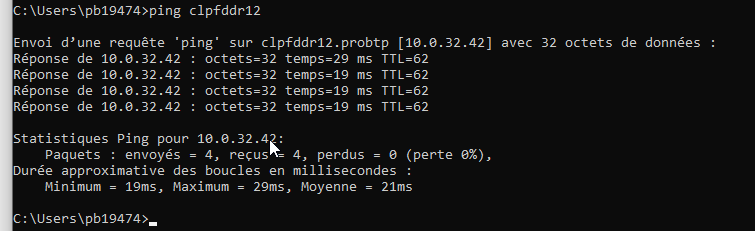 C:\Users\pb19474>ping clpfddr12
Envoi d’une requête 'ping' sur clpfddr12.probtp [10.0.32.42] avec 32 octets de données :
Réponse de 10.0.32.42 : octets=32 temps=29 ms TTL=62
Réponse de 10.0.32.42 : octets=32 temps=19 ms TTL=62
Réponse de 10.0.32.42 : octets=32 temps=19 ms TTL=62
Réponse de 10.0.32.42 : octets=32 temps=19 ms TTL=62
Statistiques Ping pour 10.0.32.42:
    Paquets : envoyés = 4, reçus = 4, perdus = 0 (perte 0%),
Durée approximative des boucles en millisecondes :
    Minimum = 19ms, Maximum = 29ms, Moyenne = 21ms
C:\Users\pb19474>